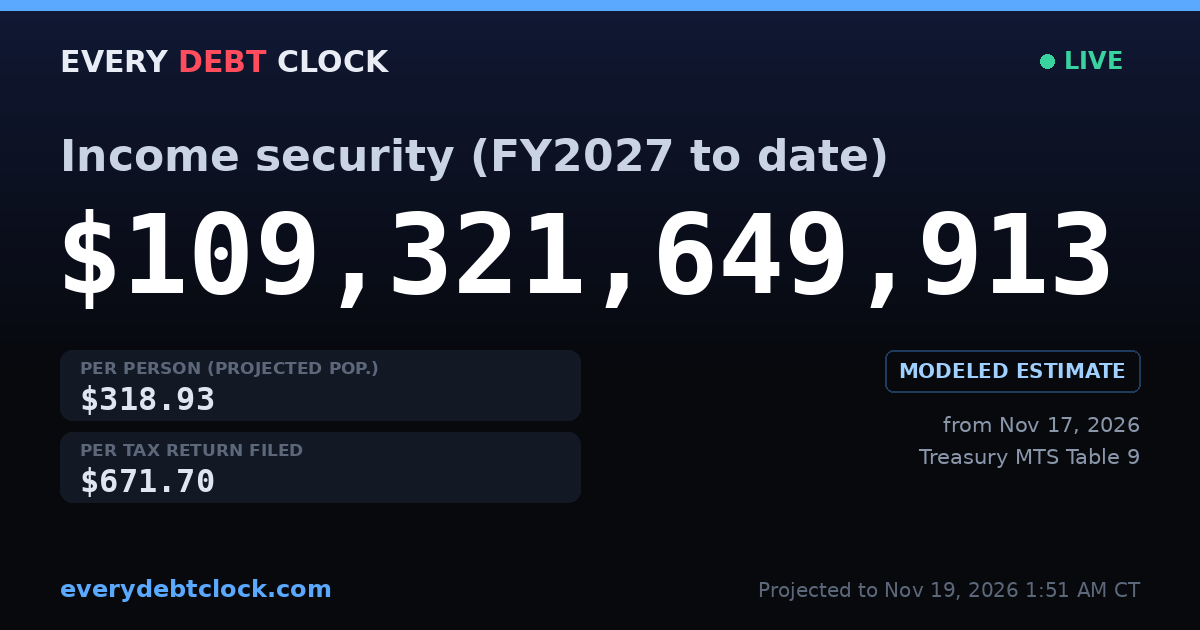 EVERY DEBT CLOCK
LIVE
Income security (FY2027 to date)
$109,321,649,913
PER PERSON (PROJECTED POP.)
$318.93
PER TAX RETURN FILED
$671.70
MODELED ESTIMATE
from Nov 17, 2026
Treasury MTS Table 9
everydebtclock.com
Projected to Nov 19, 2026 1:51 AM CT